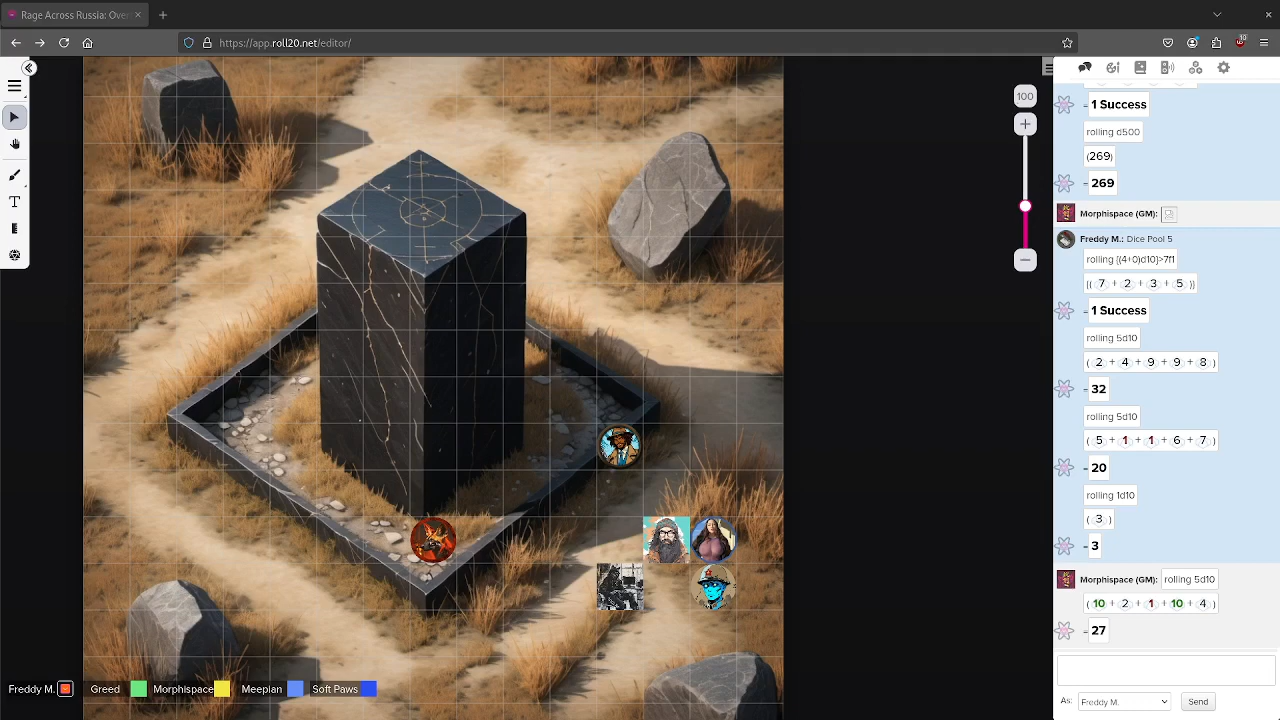 Rage Across Russia: Over
https://app.roll20.net/editor/
10
100
= 1 Success
rolling d500
(269)
= 269
Morphispace (GM):
Freddy M.: Dice Pool 5
rolling {(4+0)d10}>7f1
(( 7 + 2 + 3 + 5 ))
= 1 Success
rolling 5d10
( 2 + 4 + 9 + 9 + 8 )
= 32
rolling 5d10
( 5 + 1 + 1 + 6 + 7 )
= 20
rolling 1d10
( 3 )
= 3
Morphispace (GM): rolling 5d10
( 10 + 2 + 1 + 10 + 4 )
= 27
Greed Morphispace Meepian Soft Paws
As: Freddy M. Send